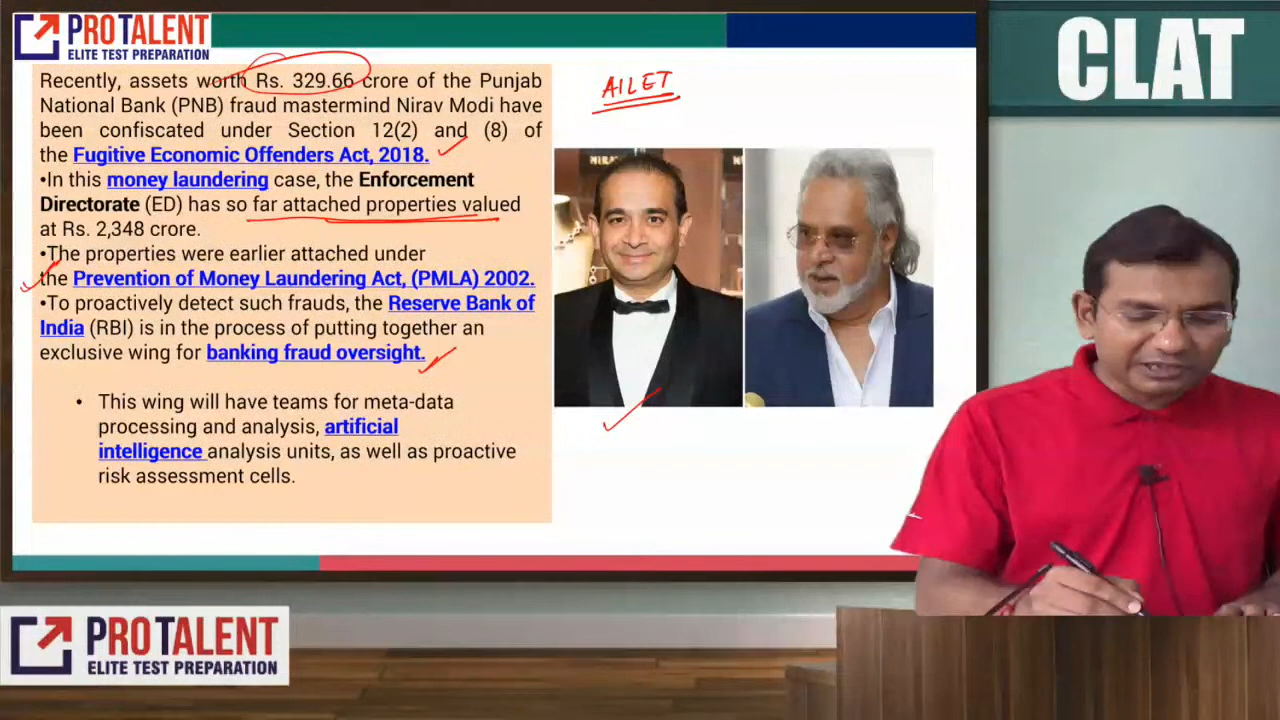 PROTALENT
ELITE TEST PREPARATION
CLAT
Recently, assets worth Rs. 329.66 crore of the Punjab
National Bank (PNB) fraud mastermind Nirav Modi have
been confiscated under Section 12(2) and (8) of
the Fugitive Economic Offenders Act, 2018.
•In this money laundering case, the Enforcement
Directorate (ED) has so far attached properties valued
at Rs. 2,348 crore.
•The properties were earlier attached under
the Prevention of Money Laundering Act, (PMLA) 2002.
•To proactively detect such frauds, the Reserve Bank of
India (RBI) is in the process of putting together an
exclusive wing for banking fraud oversight.
• This wing will have teams for meta-data
processing and analysis, artificial
intelligence analysis units, as well as proactive
risk assessment cells.
AILET
PROTALENT
ELITE TEST PREPARATION